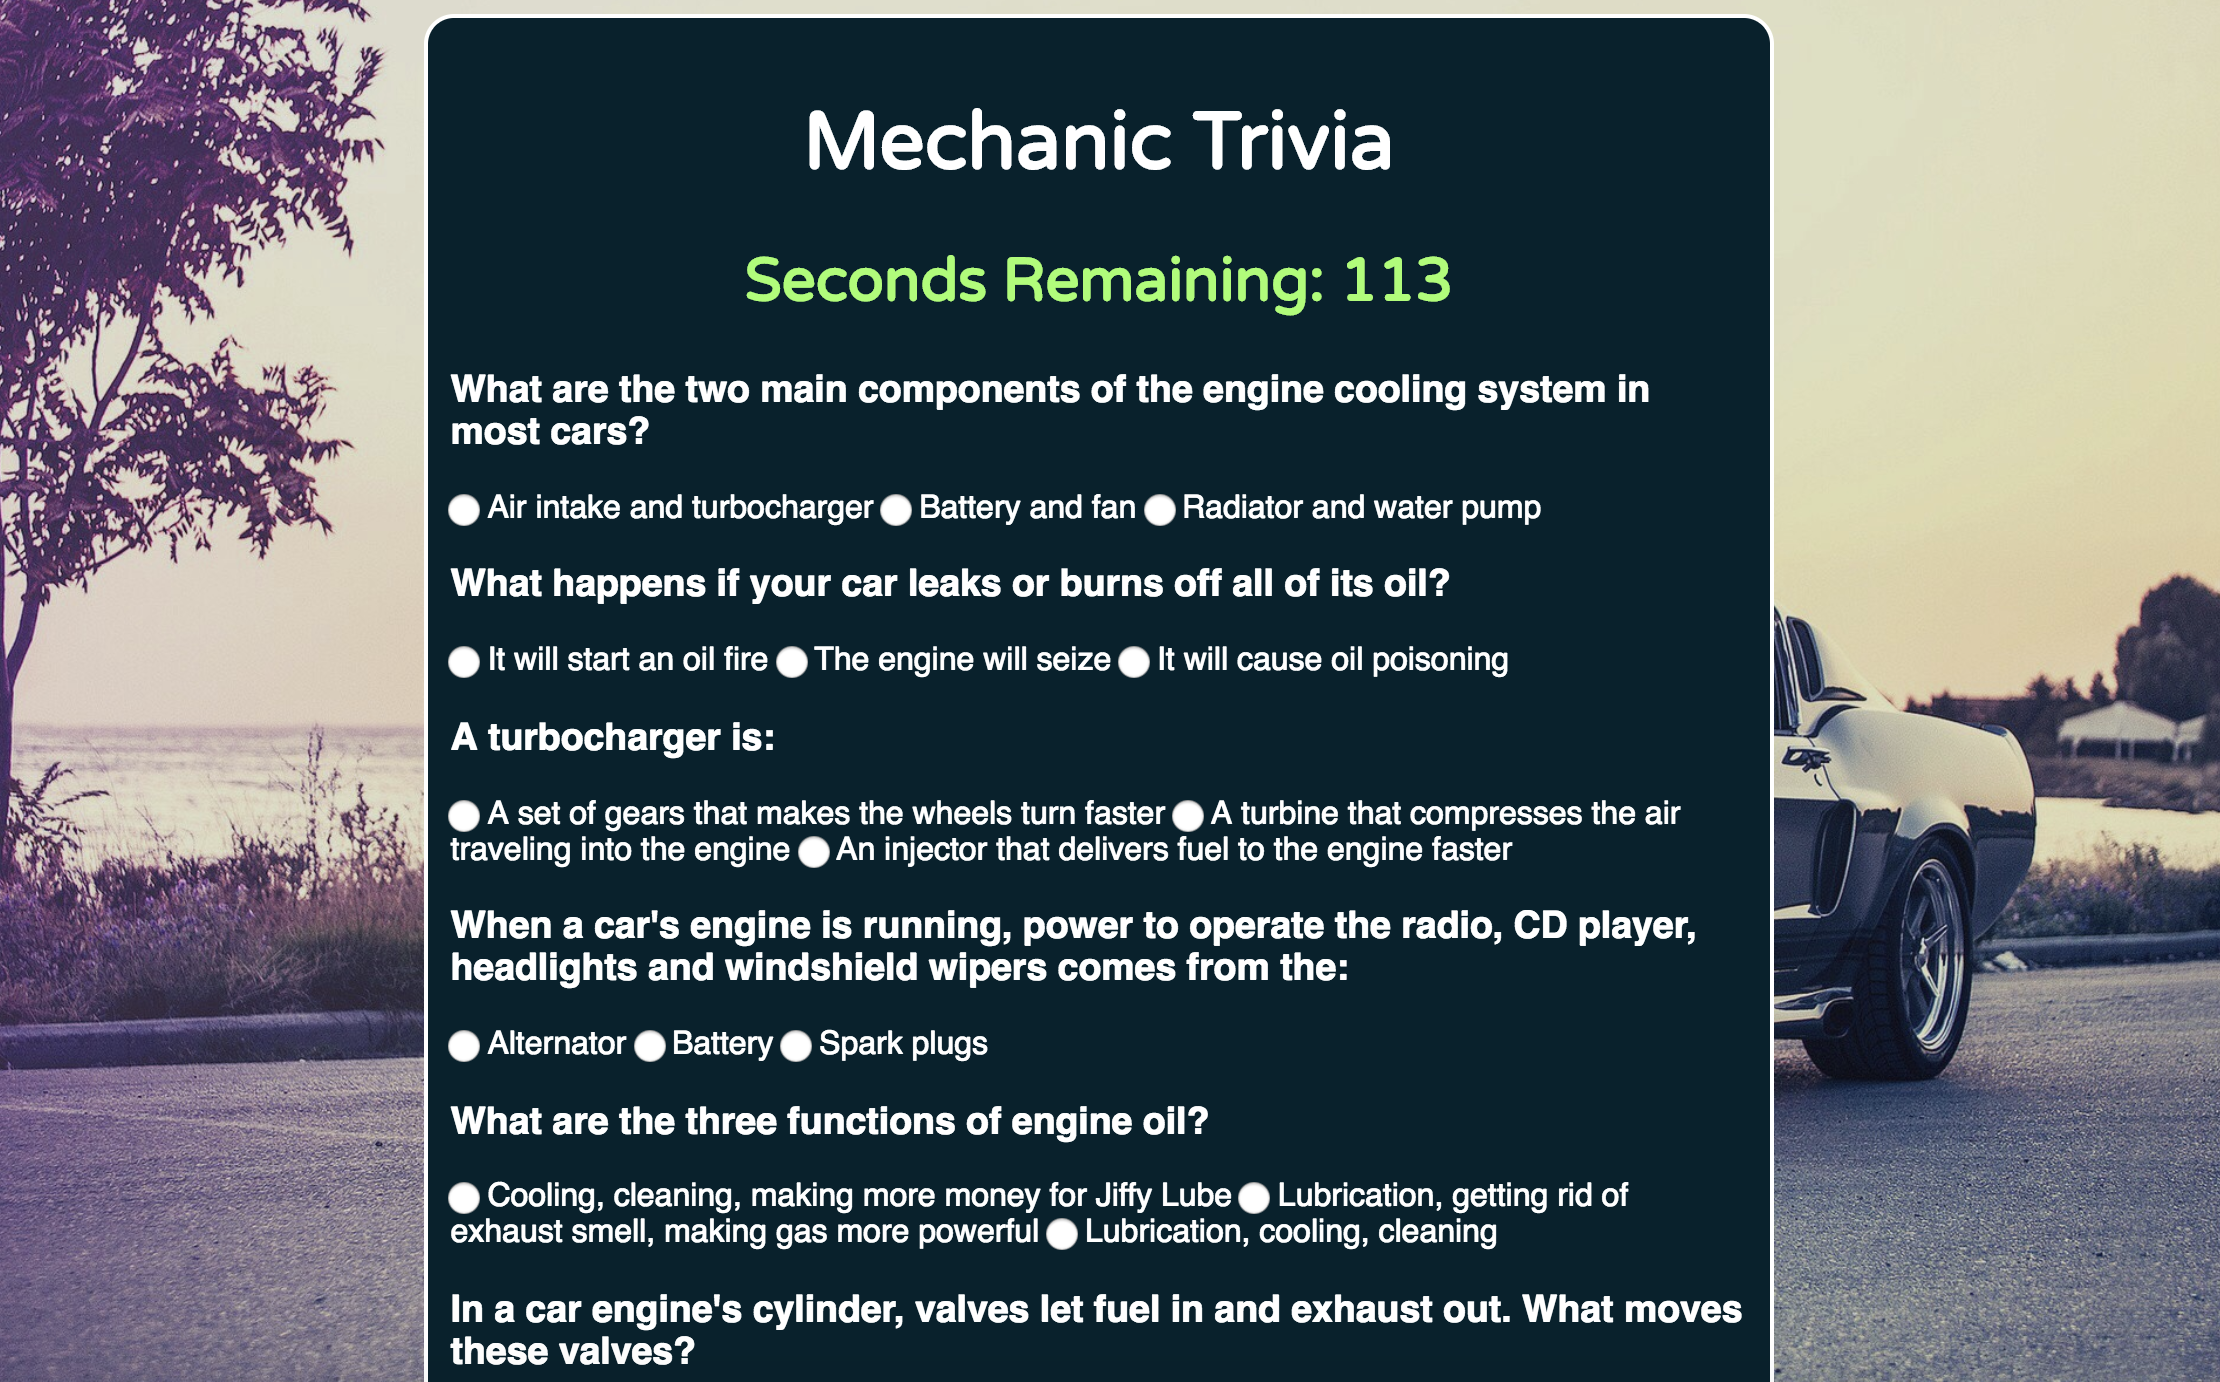 Mechanic Trivia
Seconds Remaining: 113
What are the two main components of the engine cooling system in
most cars?
Air intake and turbocharger Battery and fan Radiator and water pump
What happens if your car leaks or burns off all of its oil?
It will start an oil fire The engine will seize It will cause oil poisoning
A turbocharger is:
A set of gears that makes the wheels turn faster A turbine that compresses the air
traveling into the engine An injector that delivers fuel to the engine faster
When a car's engine is running, power to operate the radio, CD player,
headlights and windshield wipers comes from the:
Alternator Battery Spark plugs
What are the three functions of engine oil?
Cooling, cleaning, making more money for Jiffy Lube Lubrication, getting rid of
exhaust smell, making gas more powerful Lubrication, cooling, cleaning
In a car engine's cylinder, valves let fuel in and exhaust out. What moves
these valves?